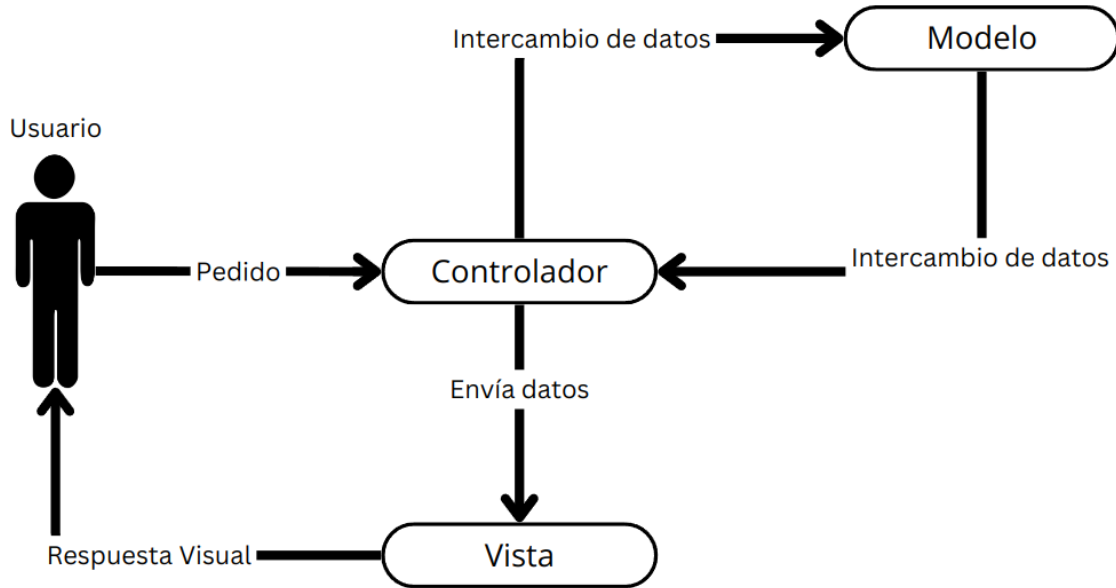 Intercambio de datos
Modelo
Usuario
Pedido
Controlador
Intercambio de datos
Envía datos
Respuesta Visual
Vista